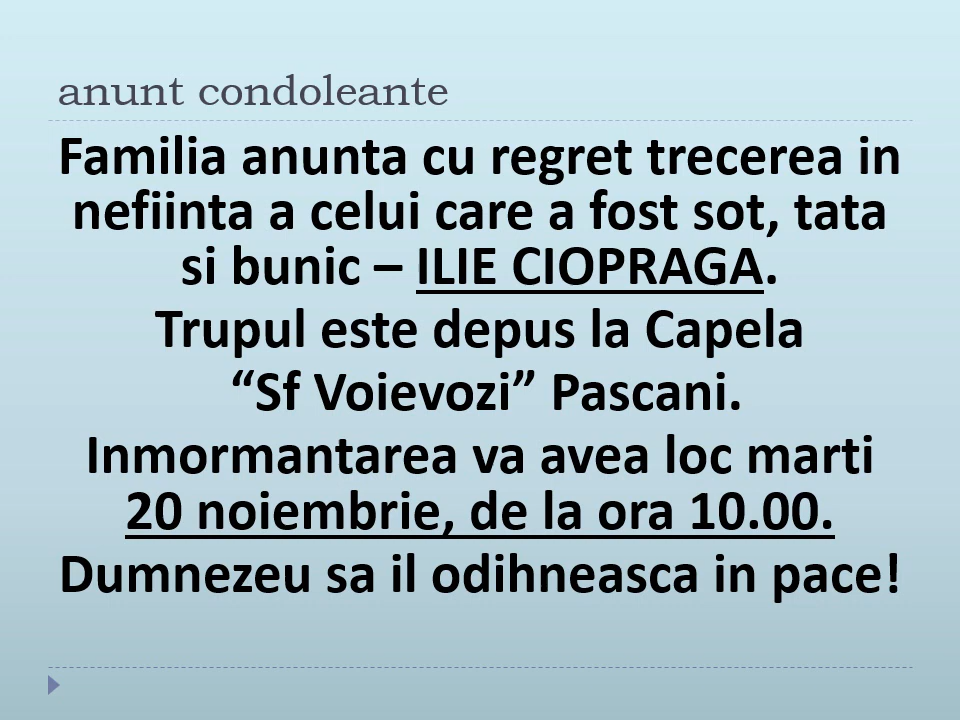 anunt condoleante
Familia anunta cu regret trecerea in
nefiinta a celui care a fost sot, tata
si bunic – ILIE CIOPRAGA.
Trupul este depus la Capela
“Sf Voievozi” Pascani.
Inmormantarea va avea loc marti
20 noiembrie, de la ora 10.00.
Dumnezeu sa il odihneasca in pace!